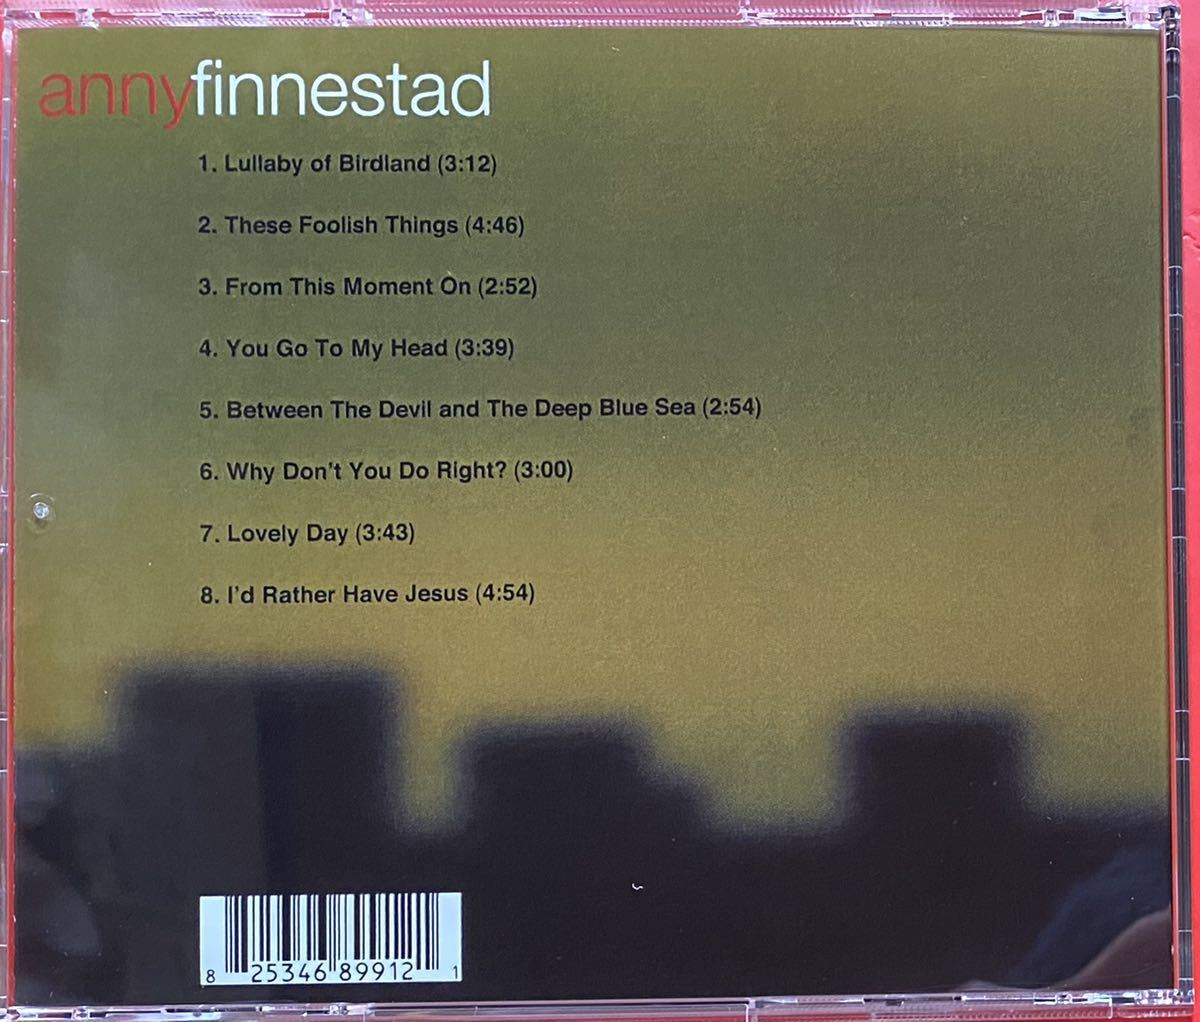 annyfinnestad
1. Lullaby of Birdland (3:12)
2. These Foolish Things (4:46)
3. From This Moment On (2:52)
4. You Go To My Head (3:39)
5. Between The Devil and The Deep Blue Sea (2:54)
6. Why Don't You Do Right? (3:00)
7. Lovely Day (3:43)
8. I'd Rather Have Jesus (4:54)
8 25346 89912 1